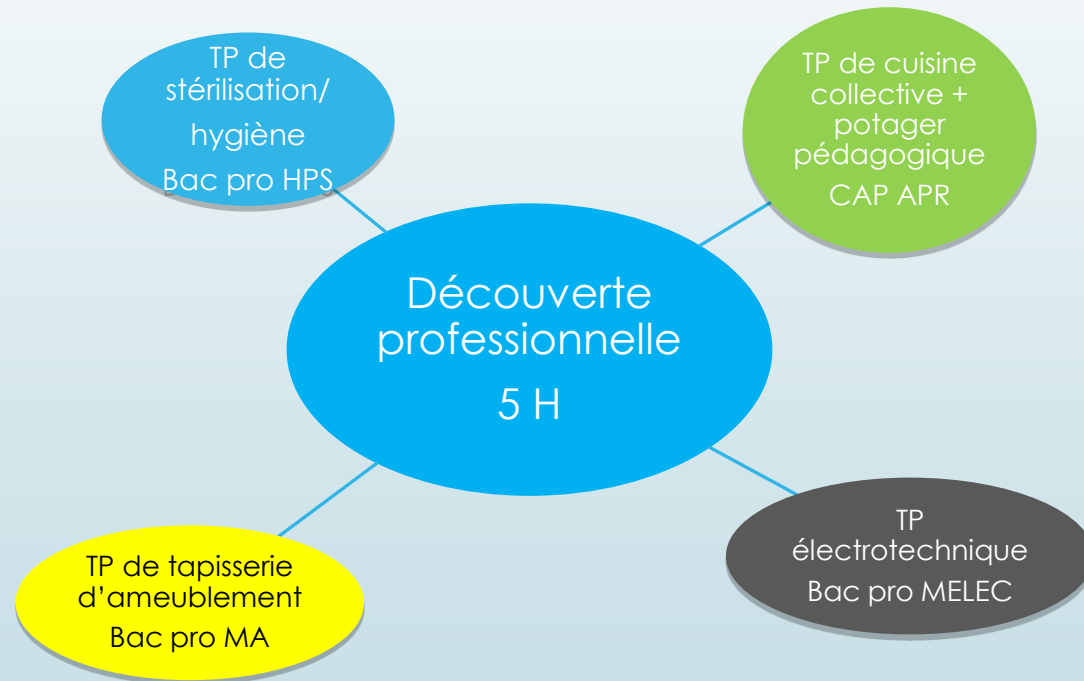 TP de
stérilisation/
hygiène
Bac pro HPS
TP de cuisine
collective +
potager
pédagogique
CAP APR
Découverte
professionnelle
5 H
TP de tapisserie
d’ameublement
Bac pro MA
TP
électrotechnique
Bac pro MELEC